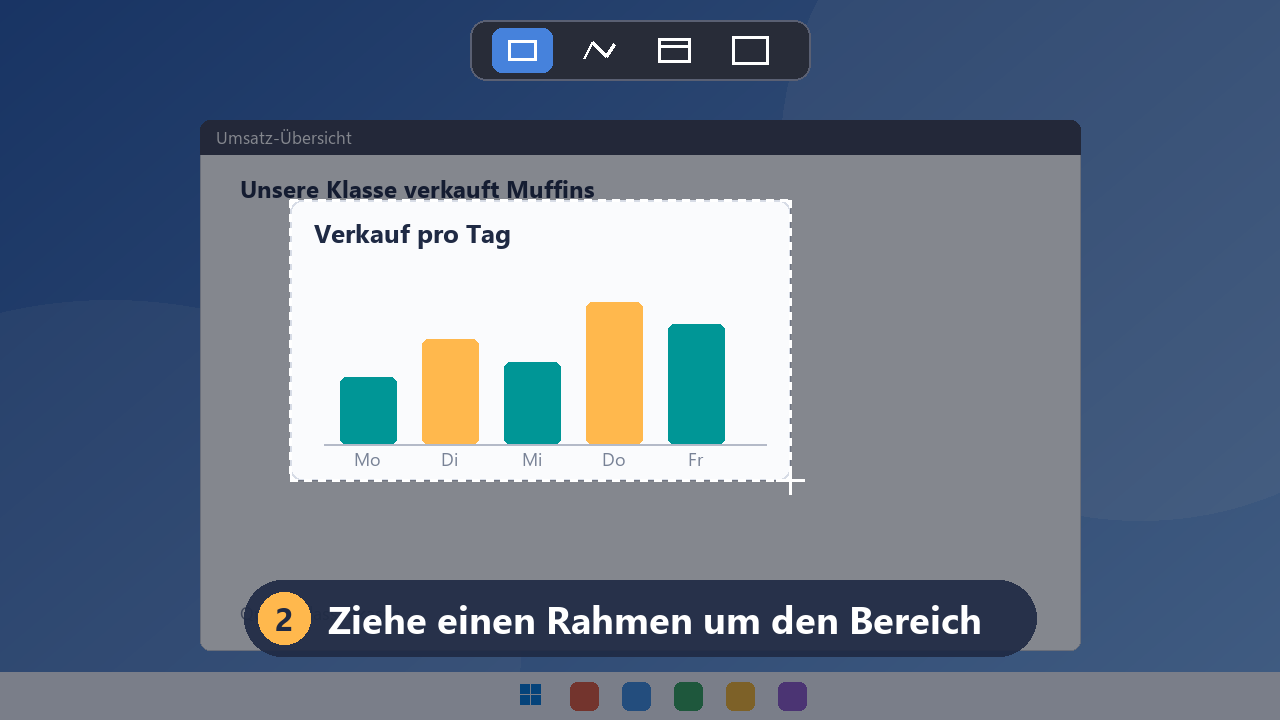 Umsatz-Übersicht
Unsere Klasse verkauft Muffins
Verkauf pro Tag
Mo Di Mi Do Fr
2 Ziehe einen Rahmen um den Bereich